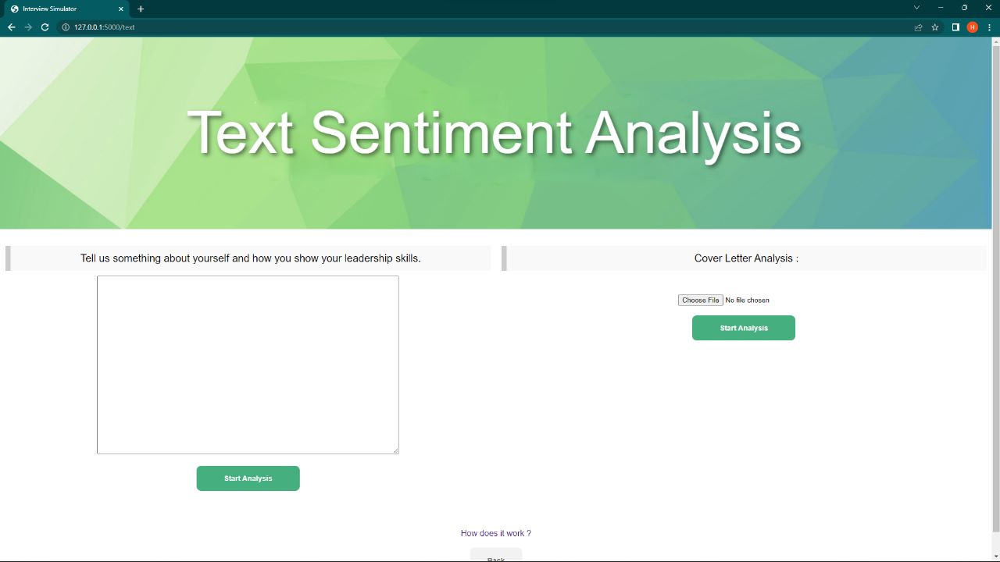 Interview Simulator
127.0.0.1:5000/text
H
Text Sentiment Analysis
Tell us something about yourself and how you show your leadership skills.
Start Analysis
Cover Letter Analysis :
Choose File No file chosen
Start Analysis
How does it work ?
Back